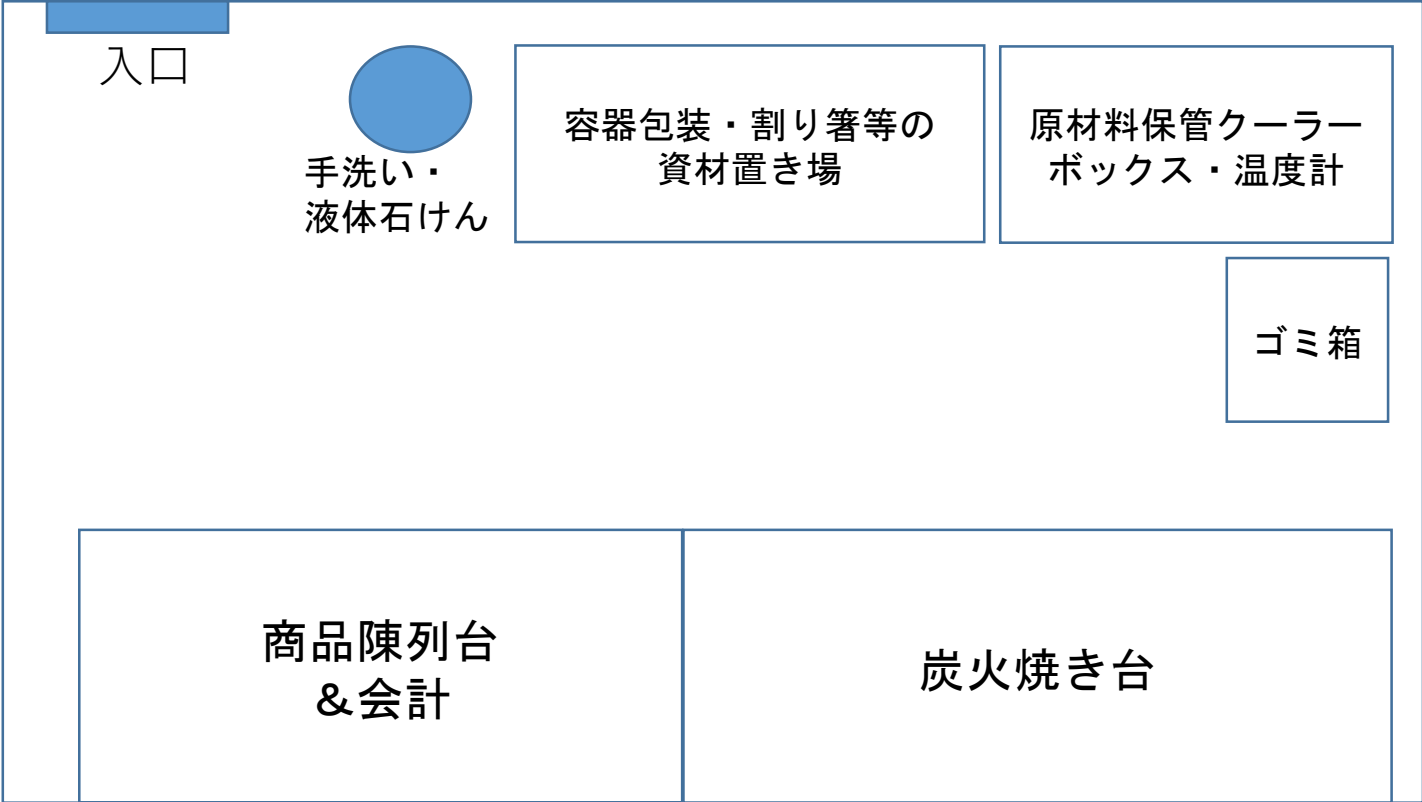 入口
手洗い・
液体石けん
容器包装・割り箸等の
資材置き場
原材料保管クーラー
ボックス・温度計
ゴミ箱
商品陳列台
＆会計
炭火焼き台